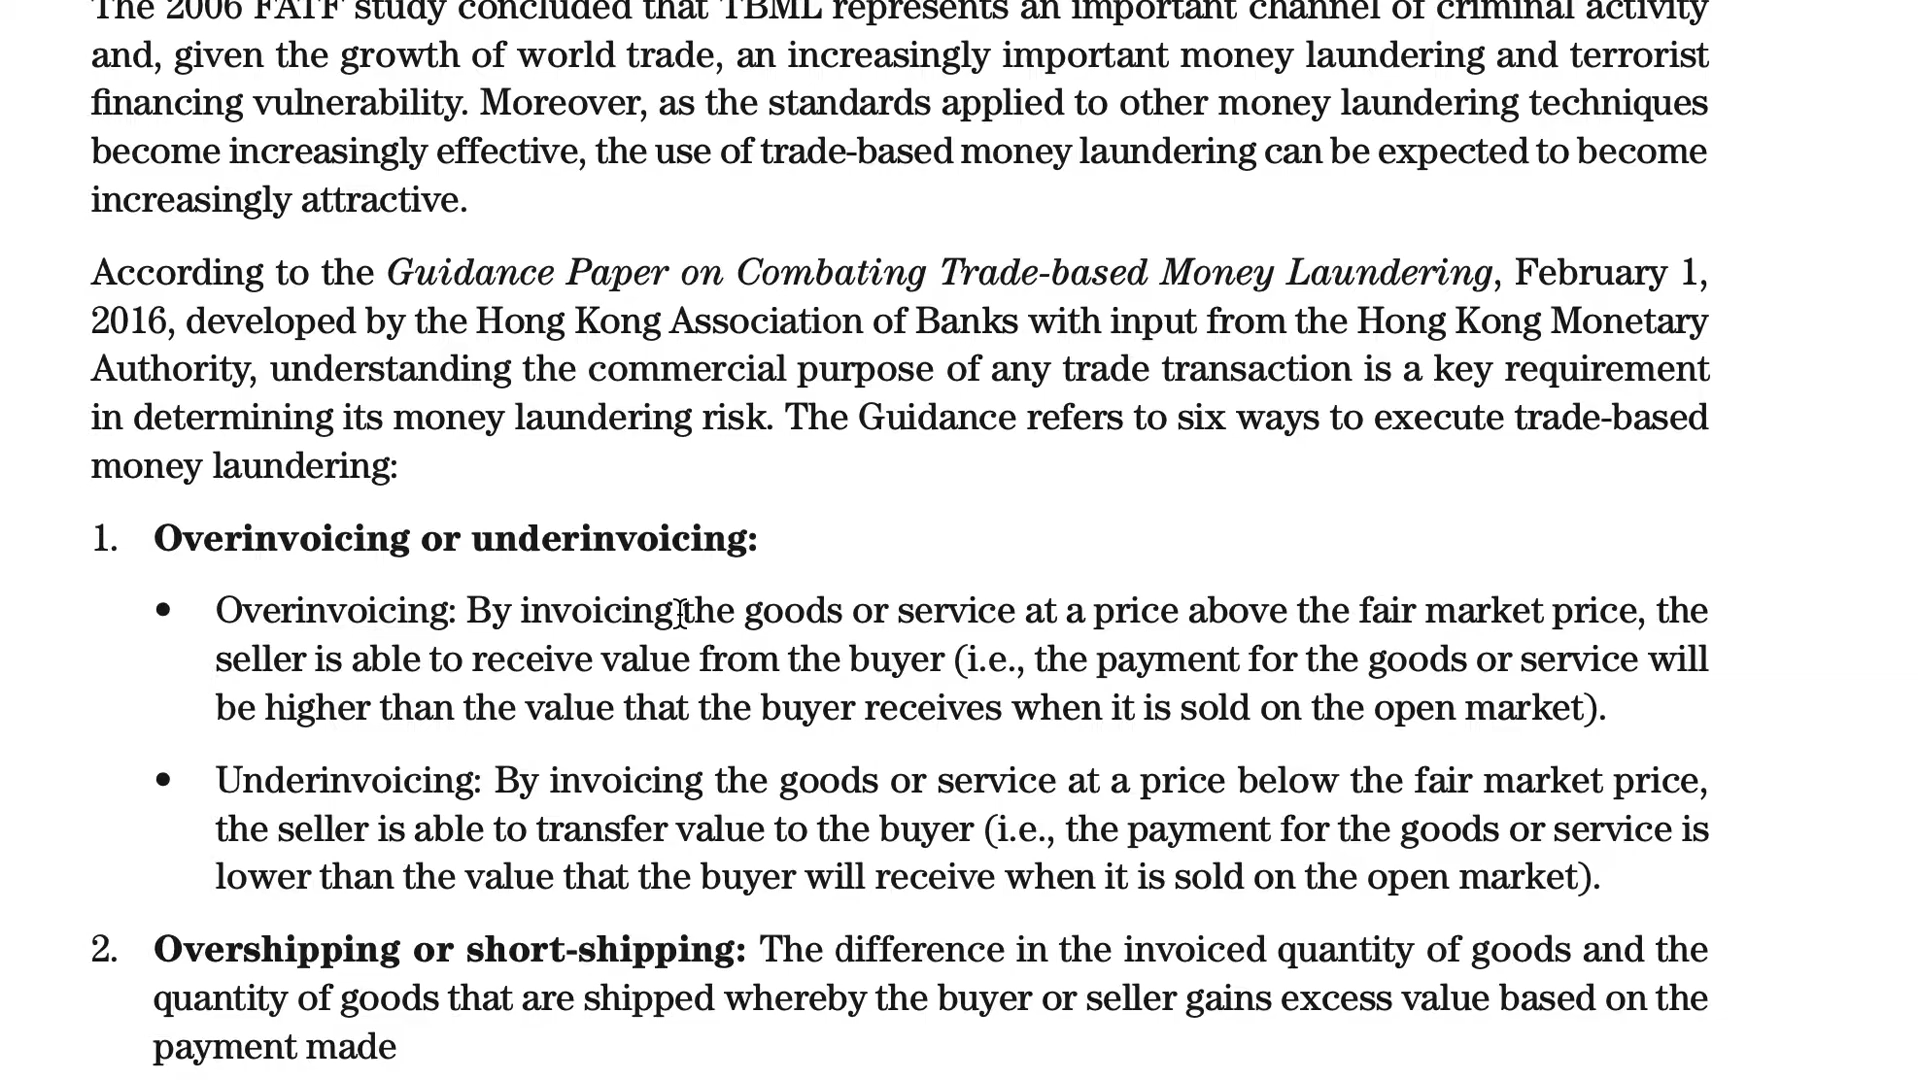 The 2006 FATF study concluded that TBML represents an important channel of criminal activity
and, given the growth of world trade, an increasingly important money laundering and terrorist
financing vulnerability. Moreover, as the standards applied to other money laundering techniques
become increasingly effective, the use of trade-based money laundering can be expected to become
increasingly attractive.
According to the Guidance Paper on Combating Trade-based Money Laundering, February 1,
2016, developed by the Hong Kong Association of Banks with input from the Hong Kong Monetary
Authority, understanding the commercial purpose of any trade transaction is a key requirement
in determining its money laundering risk. The Guidance refers to six ways to execute trade-based
money laundering:
1. Overinvoicing or underinvoicing:
• Overinvoicing: By invoicing the goods or service at a price above the fair market price, the
seller is able to receive value from the buyer (i.e., the payment for the goods or service will
be higher than the value that the buyer receives when it is sold on the open market).
• Underinvoicing: By invoicing the goods or service at a price below the fair market price,
the seller is able to transfer value to the buyer (i.e., the payment for the goods or service is
lower than the value that the buyer will receive when it is sold on the open market).
2. Overshipping or short-shipping: The difference in the invoiced quantity of goods and the
quantity of goods that are shipped whereby the buyer or seller gains excess value based on the
payment made